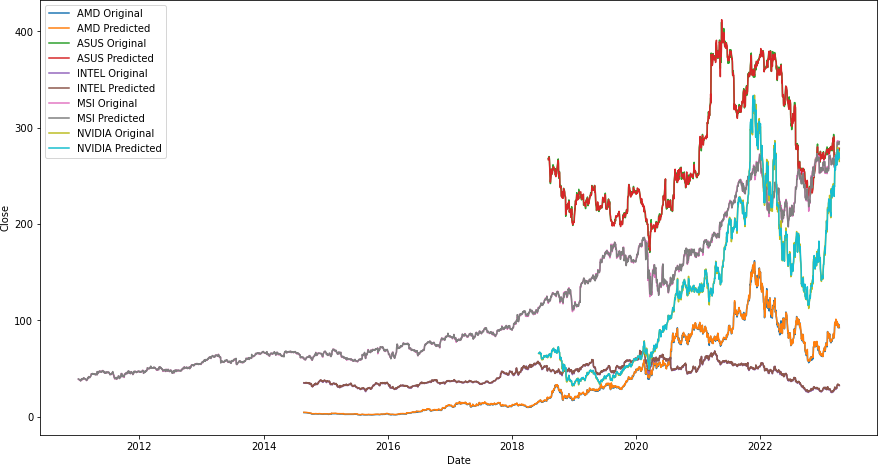 AMD Original
AMD Predicted
ASUS Original
ASUS Predicted
INTEL Original
INTEL Predicted
MSI Original
MSI Predicted
NVIDIA Original
NVIDIA Predicted
400
300
200
100
0
Close
2012
2014
2016
2018
2020
2022
Date